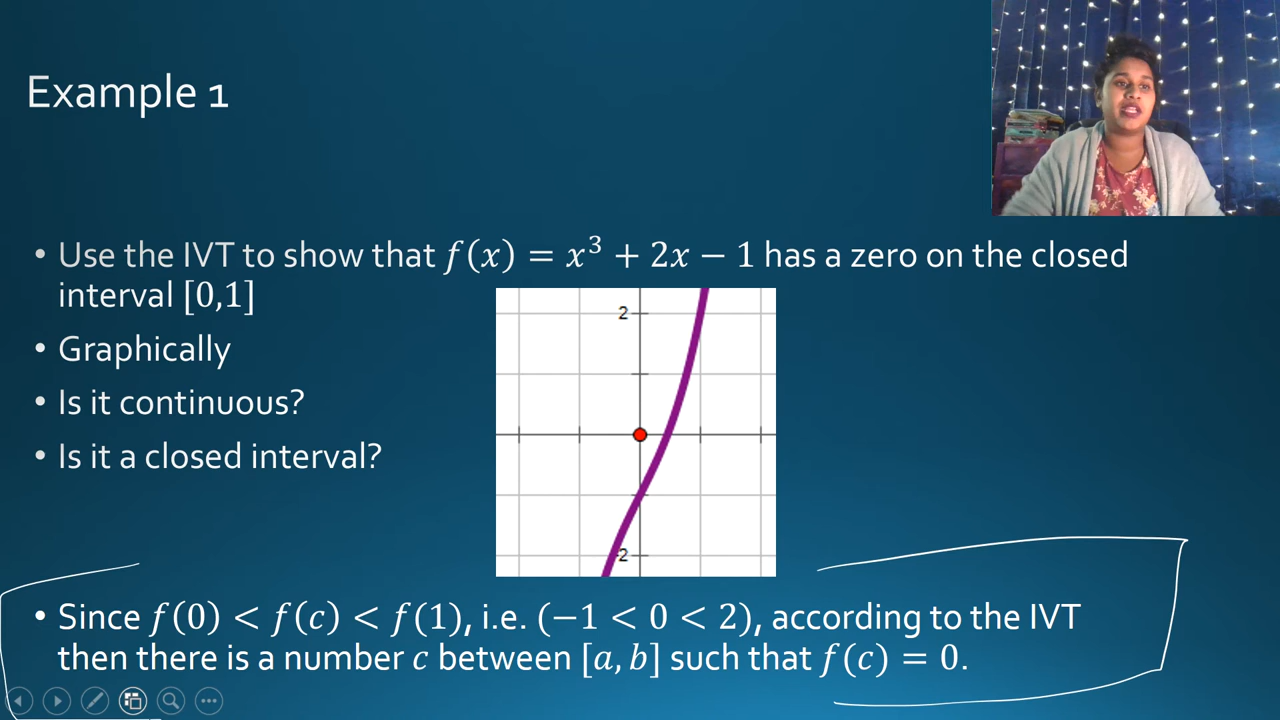 Example 1
• Use the IVT to show that f(x) = x³ + 2x − 1 has a zero on the closed
interval [0,1]
• Graphically
• Is it continuous?
• Is it a closed interval?
2
-2
• Since f(0) < f(c) < f(1), i.e. (−1 < 0 < 2), according to the IVT
then there is a number c between [a, b] such that f(c) = 0.